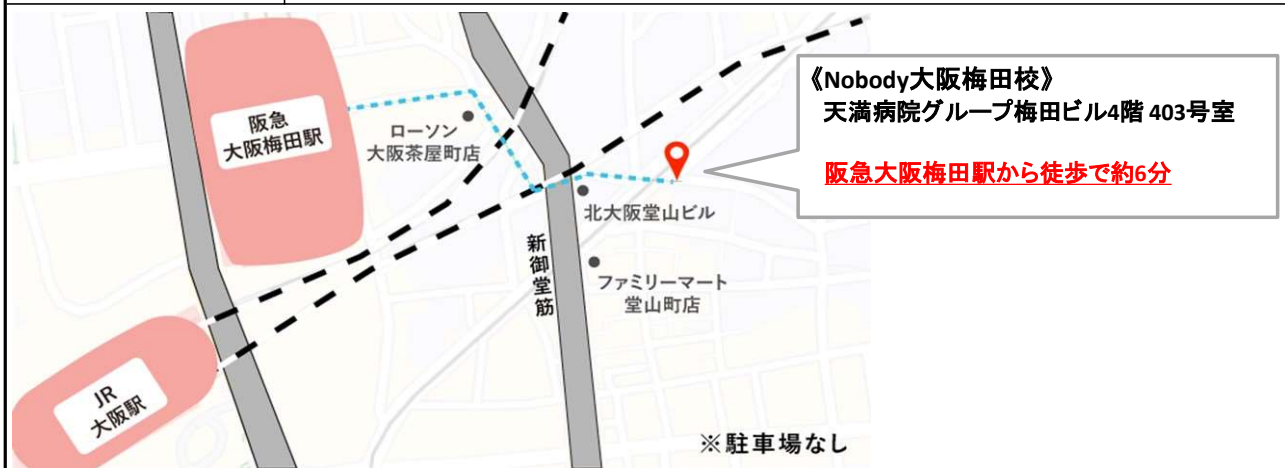 阪急
大阪梅田駅
ローソン
大阪茶屋町店
《Nobody大阪梅田校》
天満病院グループ梅田ビル4階 403号室
阪急大阪梅田駅から徒歩で約6分
北大阪堂山ビル
新御堂筋
ファミリーマート
堂山町店
JR
大阪駅
※駐車場なし